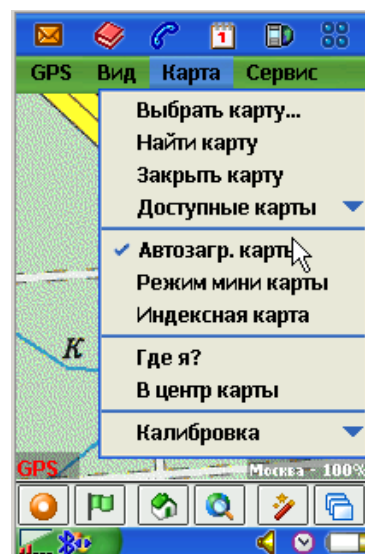 1
GPS Вид Карта Сервис
Выбрать карту...
Найти карту
Закрыть карту
Доступные карты
Автозагр. карты
Режим мини карты
Индексная карта
К
Где я?
В центр карты
Калибровка
GPS
Москва - 100%